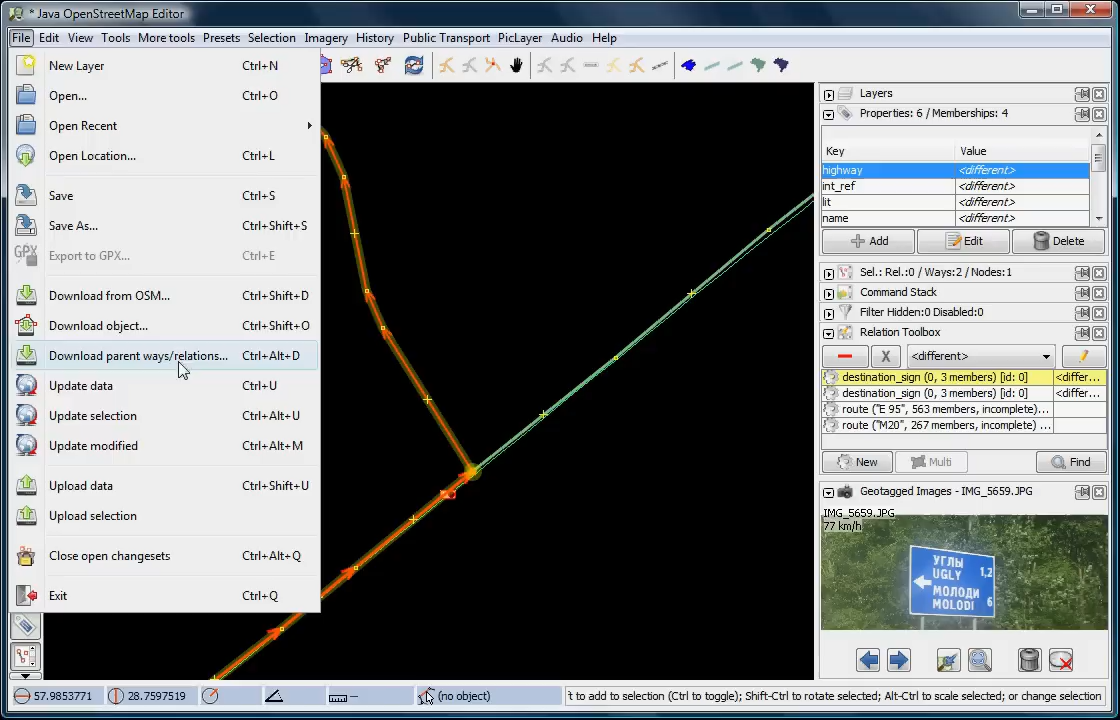 * Java OpenStreetMap Editor
File Edit View Tools More tools Presets Selection Imagery History Public Transport PicLayer Audio Help
New Layer Ctrl+N
Open... Ctrl+O
Open Recent
Open Location... Ctrl+L
Save Ctrl+S
Save As... Ctrl+Shift+S
GPX Export to GPX... Ctrl+E
Download from OSM... Ctrl+Shift+D
Download object... Ctrl+Shift+O
Download parent ways/relations... Ctrl+Alt+D
Update data Ctrl+U
Update selection Ctrl+Alt+U
Update modified Ctrl+Alt+M
Upload data Ctrl+Shift+U
Upload selection
Close open changesets Ctrl+Alt+Q
Exit Ctrl+Q
Layers
Properties: 6 / Memberships: 4
Key Value
highway <different>
int_ref <different>
lit <different>
name <different>
Add Edit Delete
Sel.: Rel.:0 / Ways:2 / Nodes:1
Command Stack
Filter Hidden:0 Disabled:0
Relation Toolbox
<different>
destination_sign (0, 3 members) [id: 0] <differ...
destination_sign (0, 3 members) [id: 0] <differ...
route ("E 95", 563 members, incomplete)...
route ("M20", 267 members, incomplete) ...
New Multi Find
Geotagged Images - IMG_5659.JPG
IMG_5659.JPG
77 km/h
УГЛЫ
UGLY 1,2
МОЛОДИ
MOLODI 6
57.9853771 28.7597519 -- (no object) 't to add to selection (Ctrl to toggle); Shift-Ctrl to rotate selected; Alt-Ctrl to scale selected; or change selection